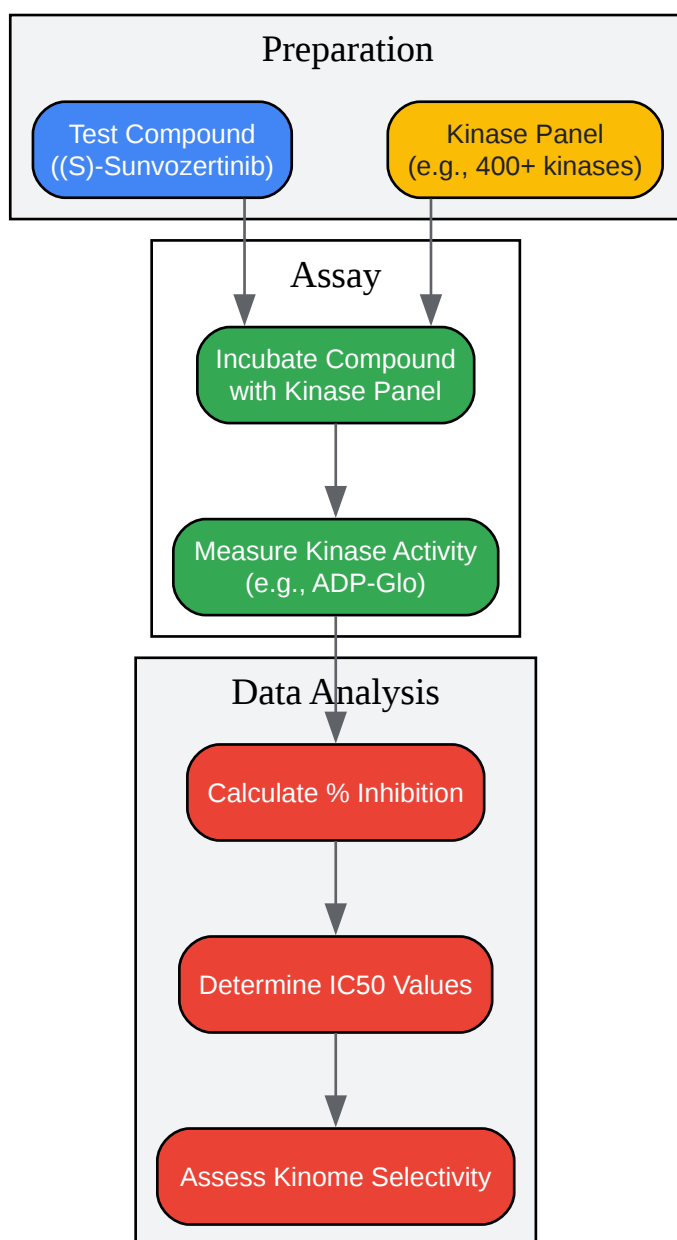 Preparation
Test Compound
((S)-Sunvozertinib)
Kinase Panel
(e.g., 400+ kinases)
Assay
Incubate Compound
with Kinase Panel
Measure Kinase Activity
(e.g., ADP-Glo)
Data Analysis
Calculate % Inhibition
Determine IC50 Values
Assess Kinome Selectivity